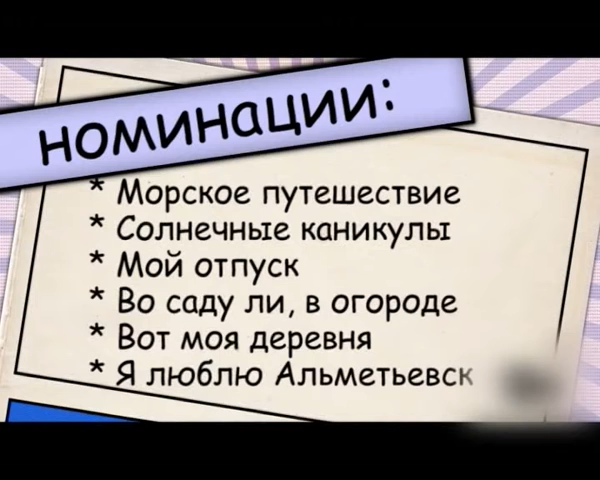 номинации:
* Морское путешествие
* Солнечные каникулы
* Мой отпуск
* Во саду ли, в огороде
* Вот моя деревня
* Я люблю Альметьевск